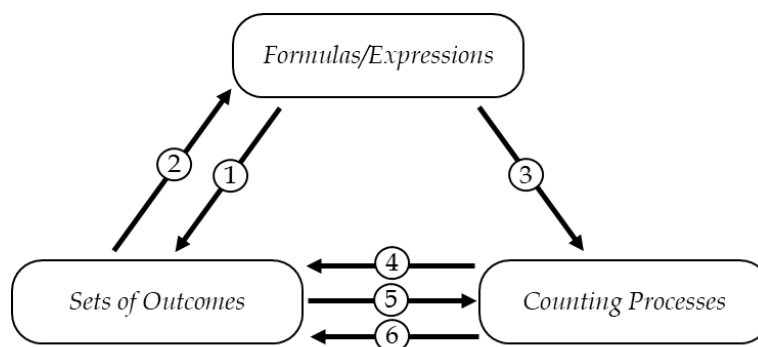 Formulas/Expressions
2
1
3
4
Sets of Outcomes
5
Counting Processes
6